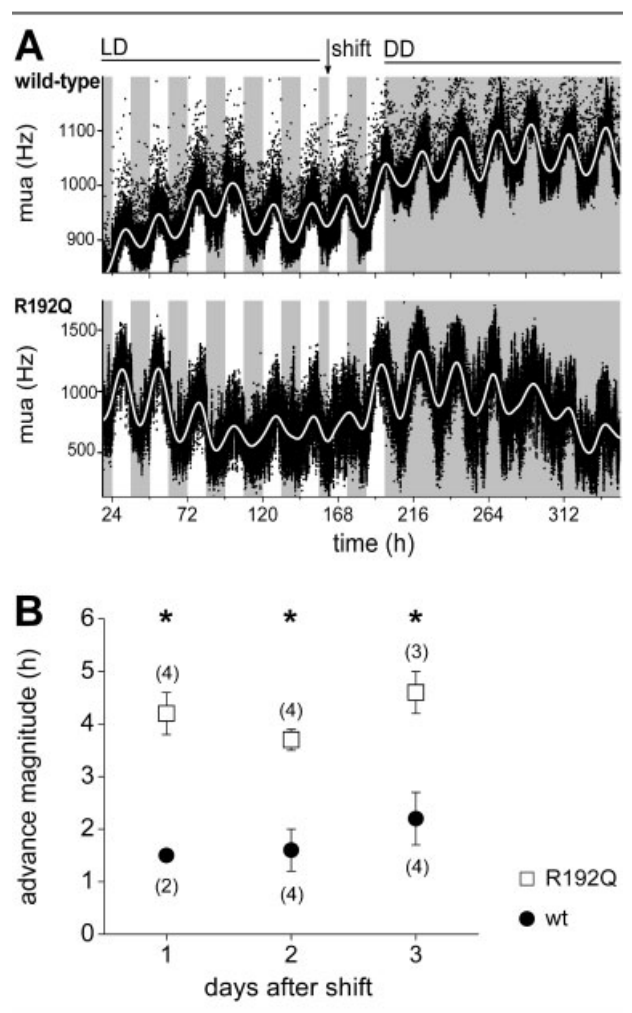 A
LD
shift
DD
wild-type
mua (Hz)
1100
1000
900
R192Q
mua (Hz)
1500
1000
500
24 72 120 168 216 264 312
time (h)
B
* * *
advance magnitude (h)
6
5
4
3
2
1
0
(4) (4) (3)
(2) (4) (4)
R192Q
wt
1 2 3
days after shift